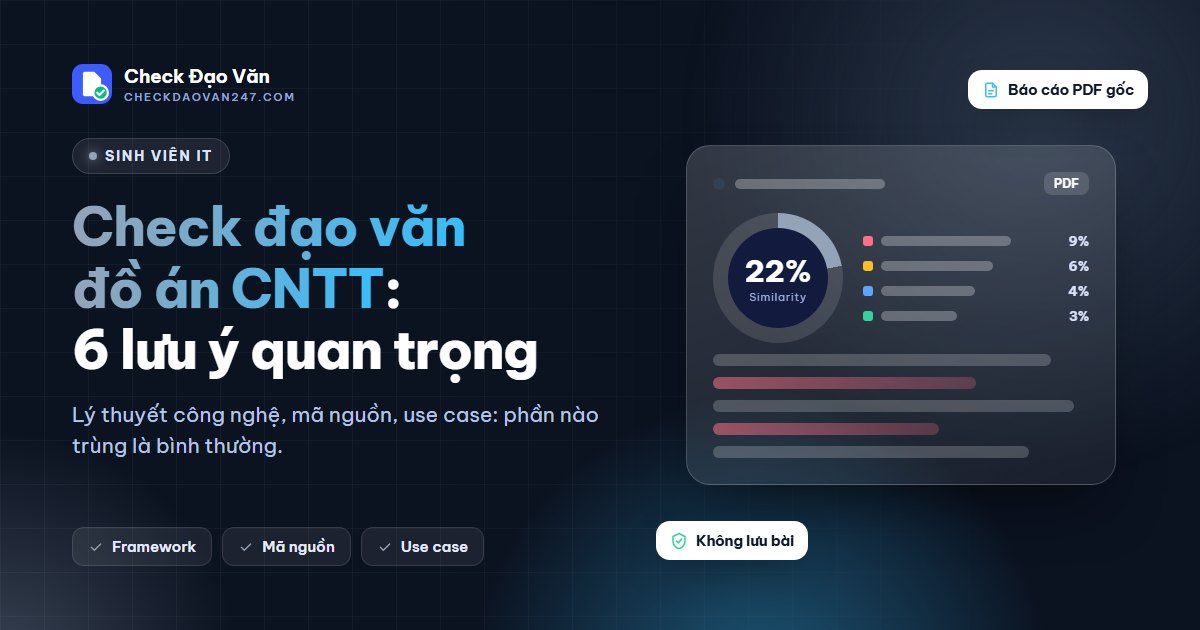 Check Đạo Văn
CHECKDAOVAN247.COM
Báo cáo PDF gốc
SINH VIÊN IT
Check đạo văn
đồ án CNTT:
6 lưu ý quan trọng
Lý thuyết công nghệ, mã nguồn, use case: phần nào
trùng là bình thường.
Framework
Mã nguồn
Use case
PDF
22%
Similarity
9%
6%
4%
3%
Không lưu bài